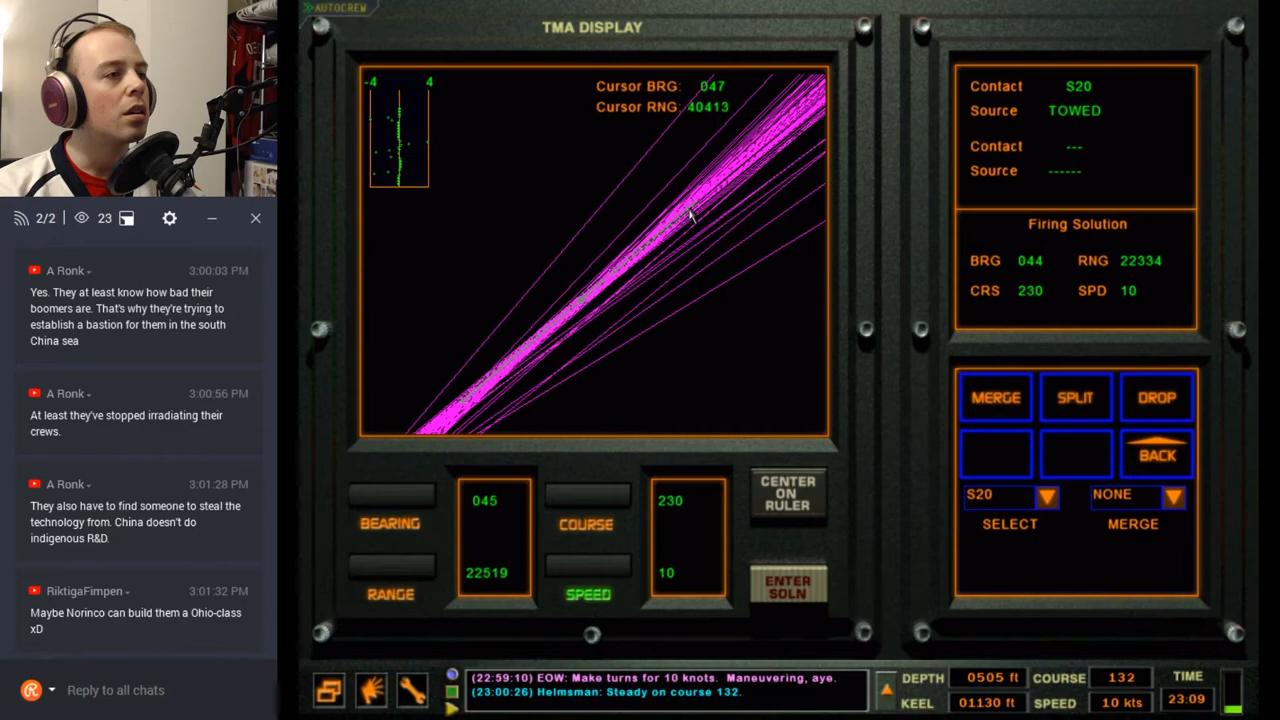 AUTOCREW
TMA DISPLAY
-4 4
Cursor BRG: 047
Cursor RNG: 40413
Contact S20
Source TOWED
Contact ---
Source ------
Firing Solution
BRG 044 RNG 22334
CRS 230 SPD 10
MERGE SPLIT DROP
BACK
S20 NONE
SELECT MERGE
045
BEARING
22519
RANGE
230
COURSE
10
SPEED
CENTER
ON
RULER
ENTER
SOLN
(22:59:10) EOW: Make turns for 10 knots. Maneuvering, aye.
(23:00:26) Helmsman: Steady on course 132.
DEPTH 0505 ft COURSE 132 TIME
KEEL 01130 ft SPEED 10 kts 23:09
2/2 23
A Ronk 3:00:03 PM
Yes. They at least know how bad their
boomers are. That's why they're trying to
establish a bastion for them in the south
China sea
A Ronk 3:00:56 PM
At least they've stopped irradiating their
crews.
A Ronk 3:01:28 PM
They also have to find someone to steal the
technology from. China doesn't do
indigenous R&D.
RiktigaFimpen 3:01:32 PM
Maybe Norinco can build them a Ohio-class
xD
Reply to all chats